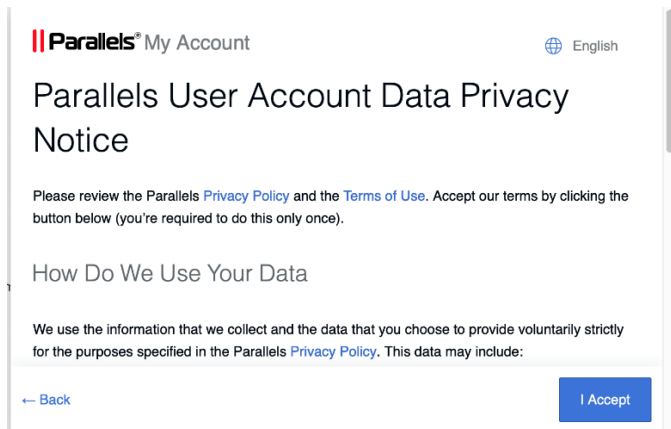 Parallels® My Account
English
Parallels User Account Data Privacy
Notice
Please review the Parallels Privacy Policy and the Terms of Use. Accept our terms by clicking the
button below (you're required to do this only once).
How Do We Use Your Data
We use the information that we collect and the data that you choose to provide voluntarily strictly
for the purposes specified in the Parallels Privacy Policy. This data may include:
← Back
I Accept